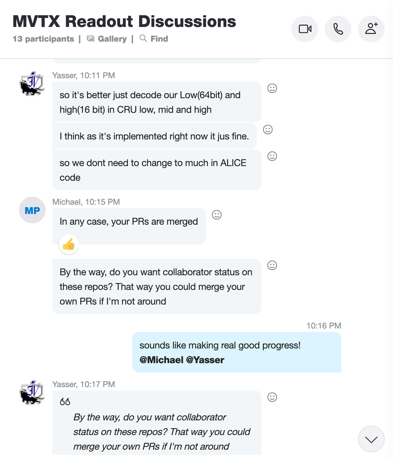 MVTX Readout Discussions
13 participants | Gallery | Find
Yasser, 10:11 PM
so it's better just decode our Low(64bit) and
high(16 bit) in CRU low, mid and high
I think as it's implemented right now it jus fine.
so we dont need to change to much in ALICE
code
MP
Michael, 10:15 PM
In any case, your PRs are merged
By the way, do you want collaborator status on
these repos? That way you could merge your
own PRs if I'm not around
10:16 PM
sounds like making real good progress!
@Michael @Yasser
Yasser, 10:17 PM
By the way, do you want collaborator
status on these repos? That way you could
merge your own PRs if I'm not around